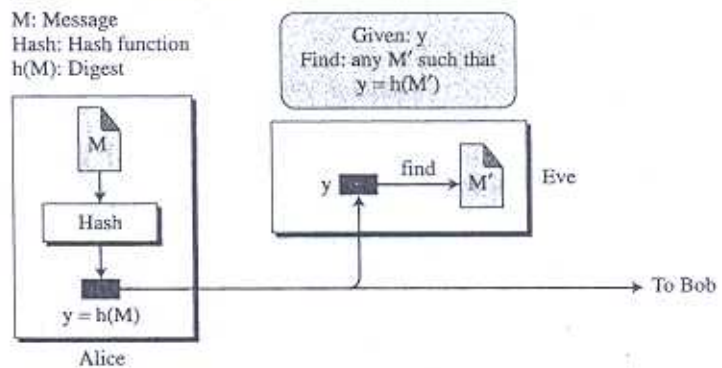 M: Message
Hash: Hash function
h(M): Digest
Given: y
Find: any M′ such that
y = h(M′)
M
Hash
y = h(M)
Alice
y
find
M′
Eve
To Bob